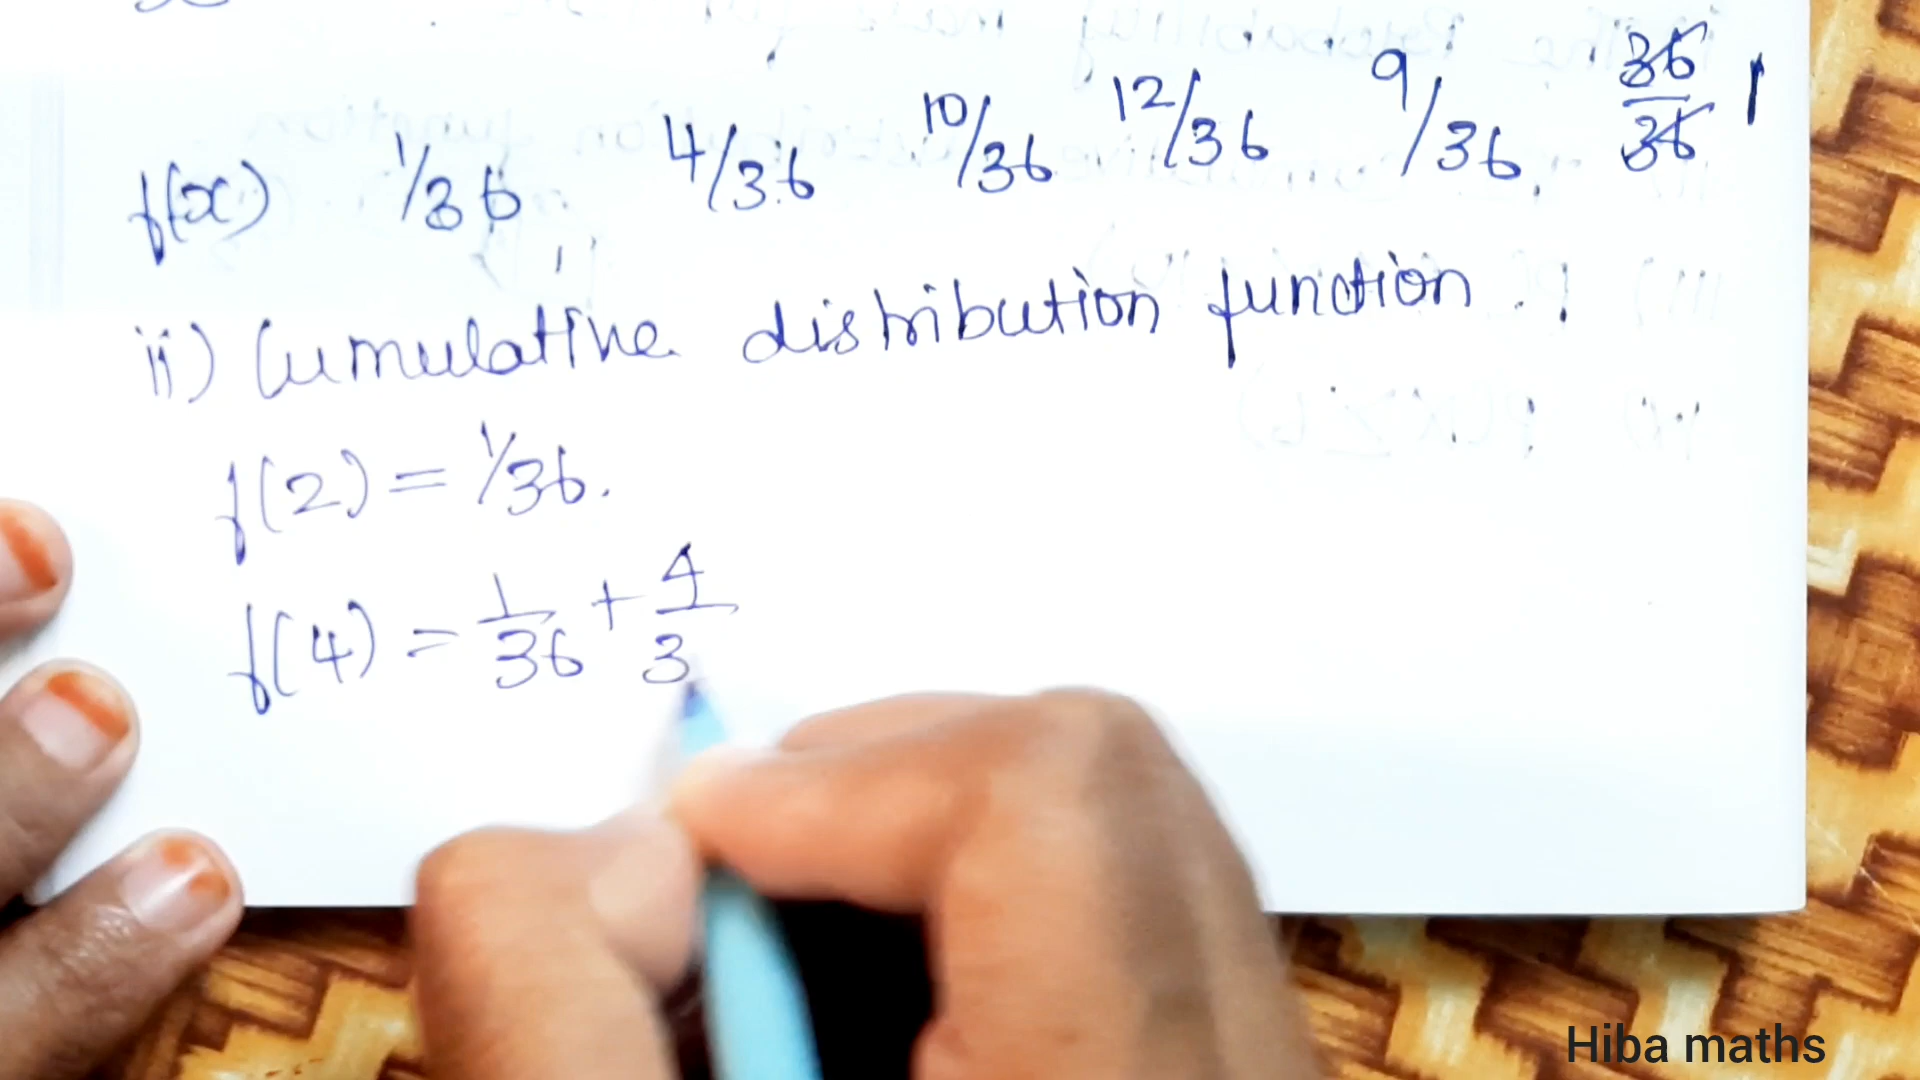 f(x) 1/36 4/36 10/36 12/36 9/36 36/36 1
ii) Cumulative distribution function :
f(2) = 1/36.
f(4) = 1/36 + 4/3
Hiba maths